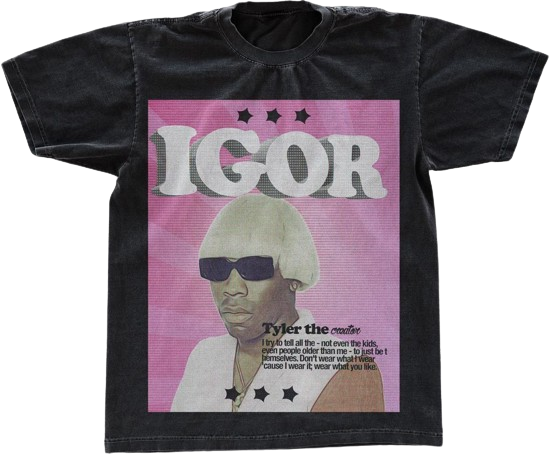 IGOR
Tyler the creator
I try to tell all the - not even the kids,
even people older than me - to just be t
hemselves. Don't wear what I wear
'cause I wear it; wear what you like.